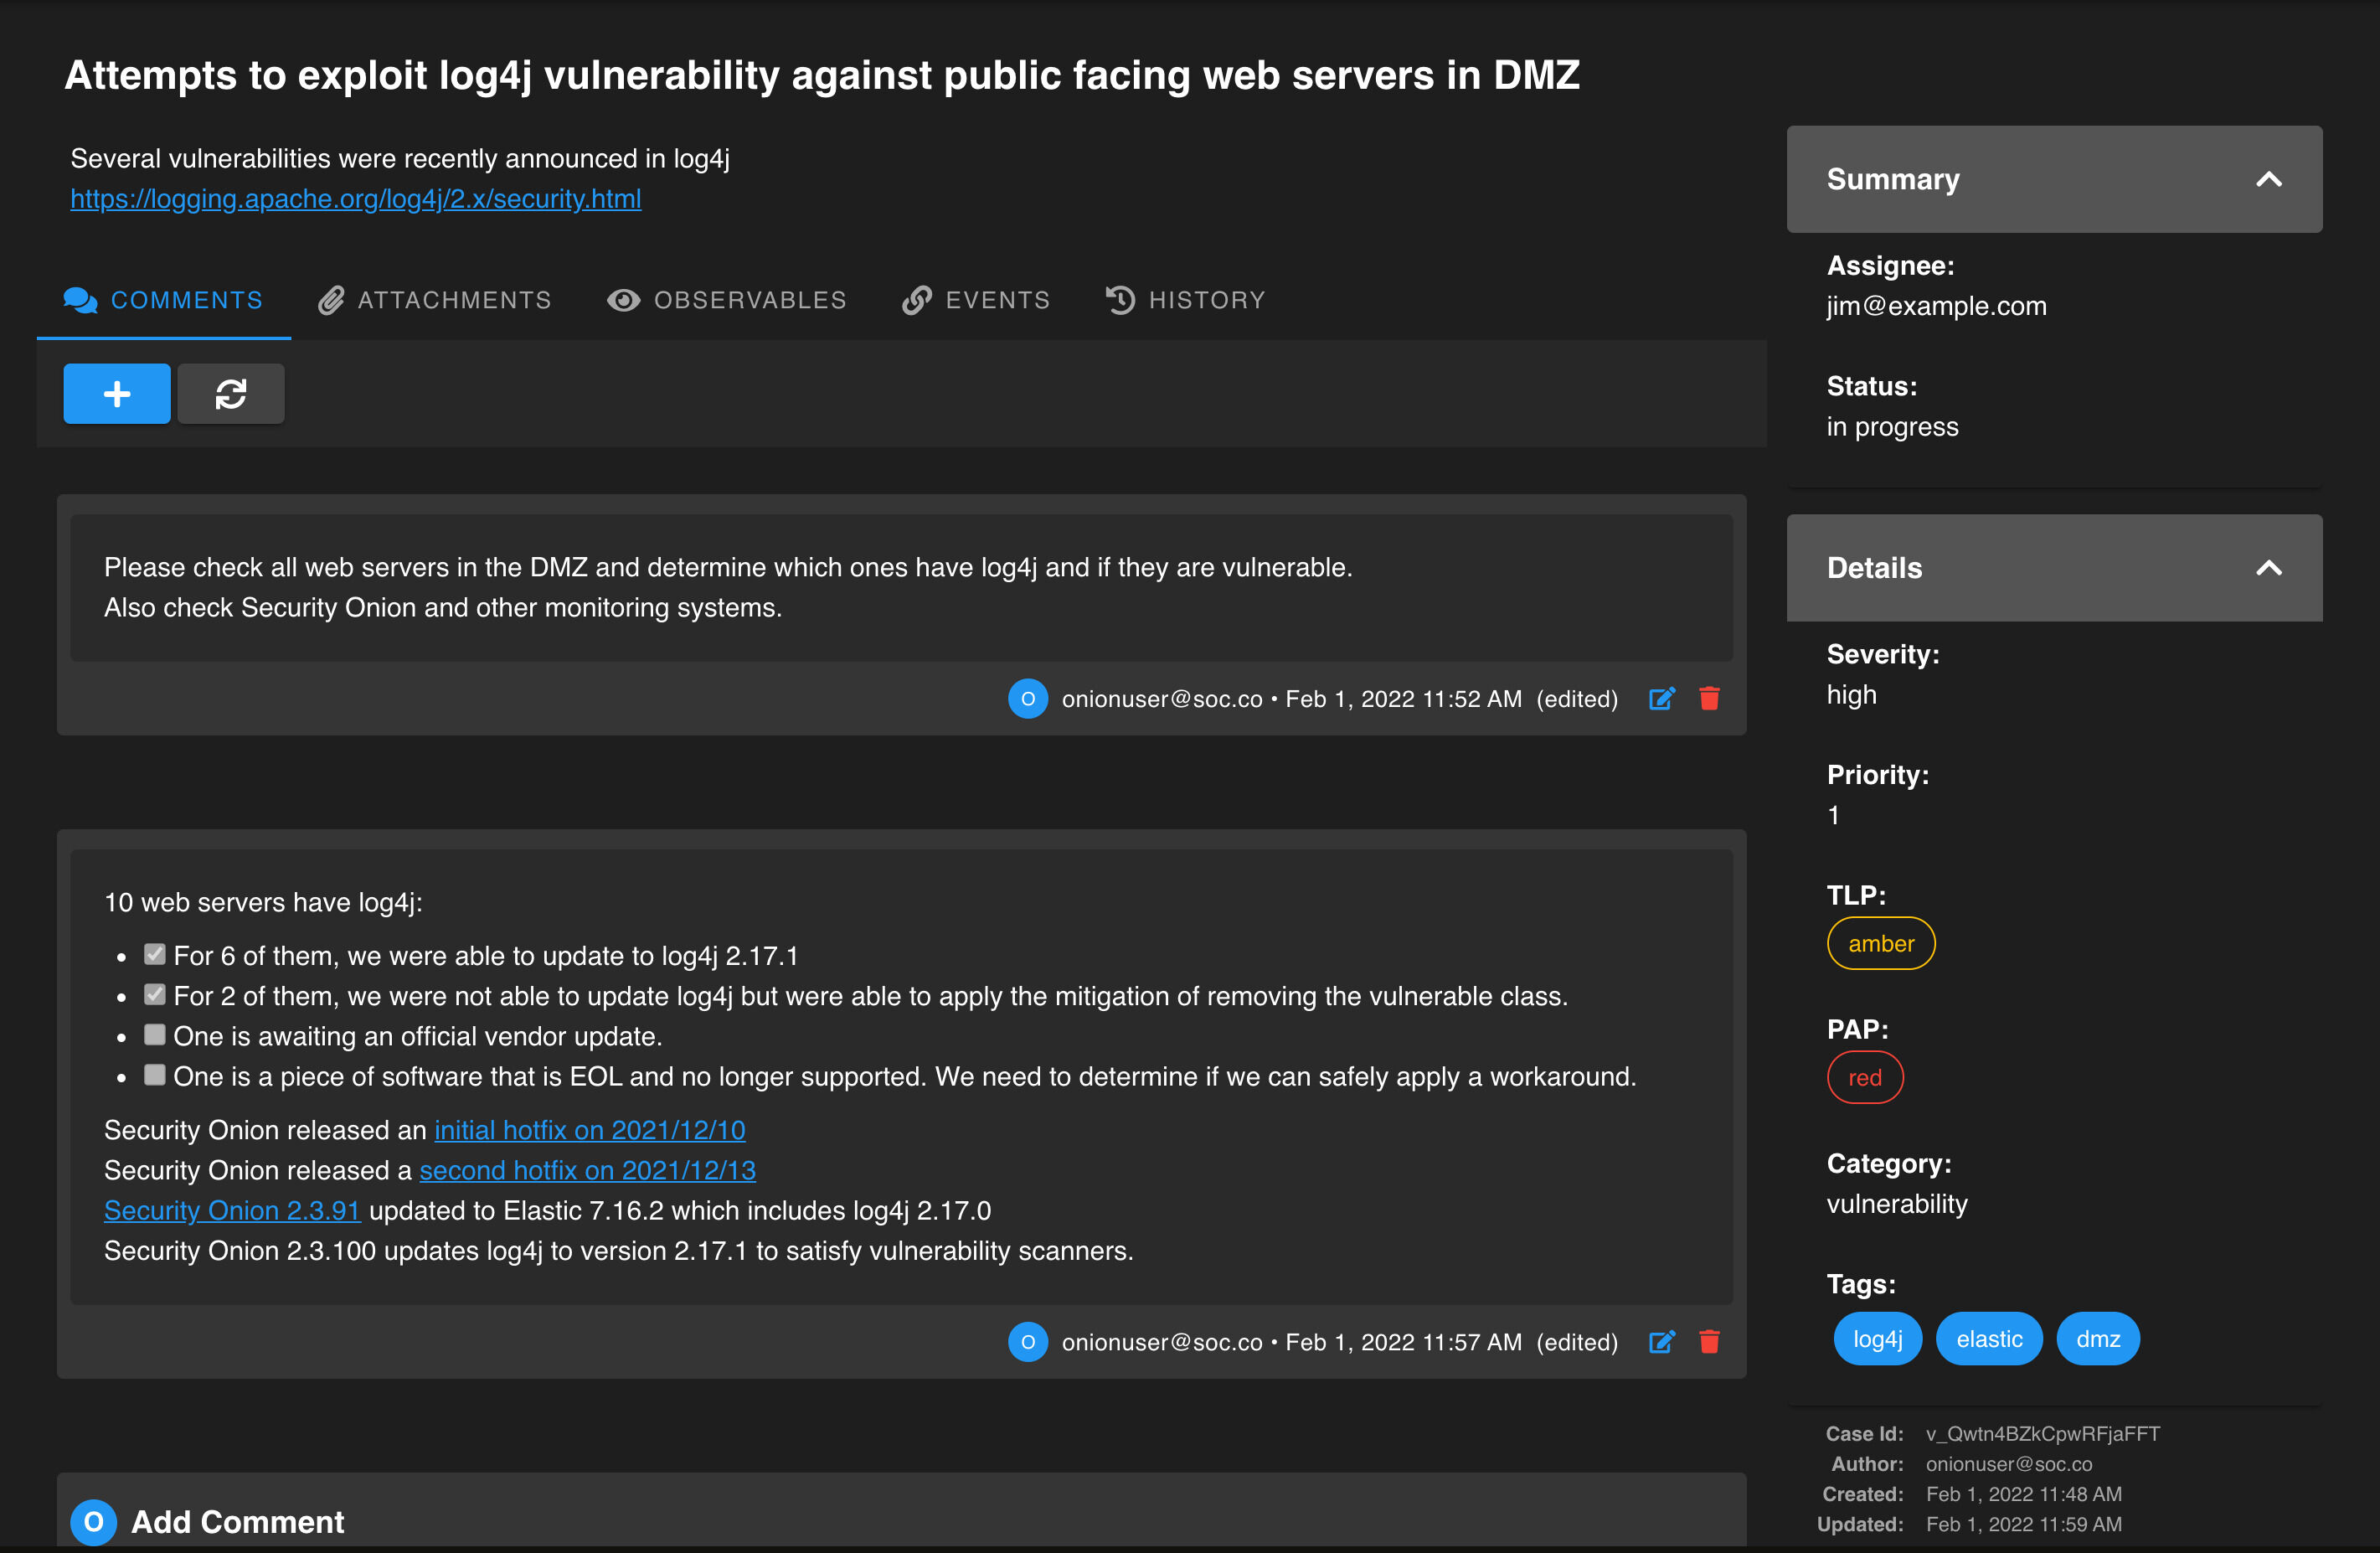 Attempts to exploit log4j vulnerability against public facing web servers in DMZ
Several vulnerabilities were recently announced in log4j
https://logging.apache.org/log4j/2.x/security.html
COMMENTS
ATTACHMENTS
OBSERVABLES
EVENTS
HISTORY
Please check all web servers in the DMZ and determine which ones have log4j and if they are vulnerable.
Also check Security Onion and other monitoring systems.
O onionuser@soc.co • Feb 1, 2022 11:52 AM (edited)
10 web servers have log4j:
• For 6 of them, we were able to update to log4j 2.17.1
• For 2 of them, we were not able to update log4j but were able to apply the mitigation of removing the vulnerable class.
• One is awaiting an official vendor update.
• One is a piece of software that is EOL and no longer supported. We need to determine if we can safely apply a workaround.
Security Onion released an initial hotfix on 2021/12/10
Security Onion released a second hotfix on 2021/12/13
Security Onion 2.3.91 updated to Elastic 7.16.2 which includes log4j 2.17.0
Security Onion 2.3.100 updates log4j to version 2.17.1 to satisfy vulnerability scanners.
O onionuser@soc.co • Feb 1, 2022 11:57 AM (edited)
O Add Comment
Summary
Assignee:
jim@example.com
Status:
in progress
Details
Severity:
high
Priority:
1
TLP:
amber
PAP:
red
Category:
vulnerability
Tags:
log4j elastic dmz
Case Id: v_Qwtn4BZkCpwRFjaFFT
Author: onionuser@soc.co
Created: Feb 1, 2022 11:48 AM
Updated: Feb 1, 2022 11:59 AM